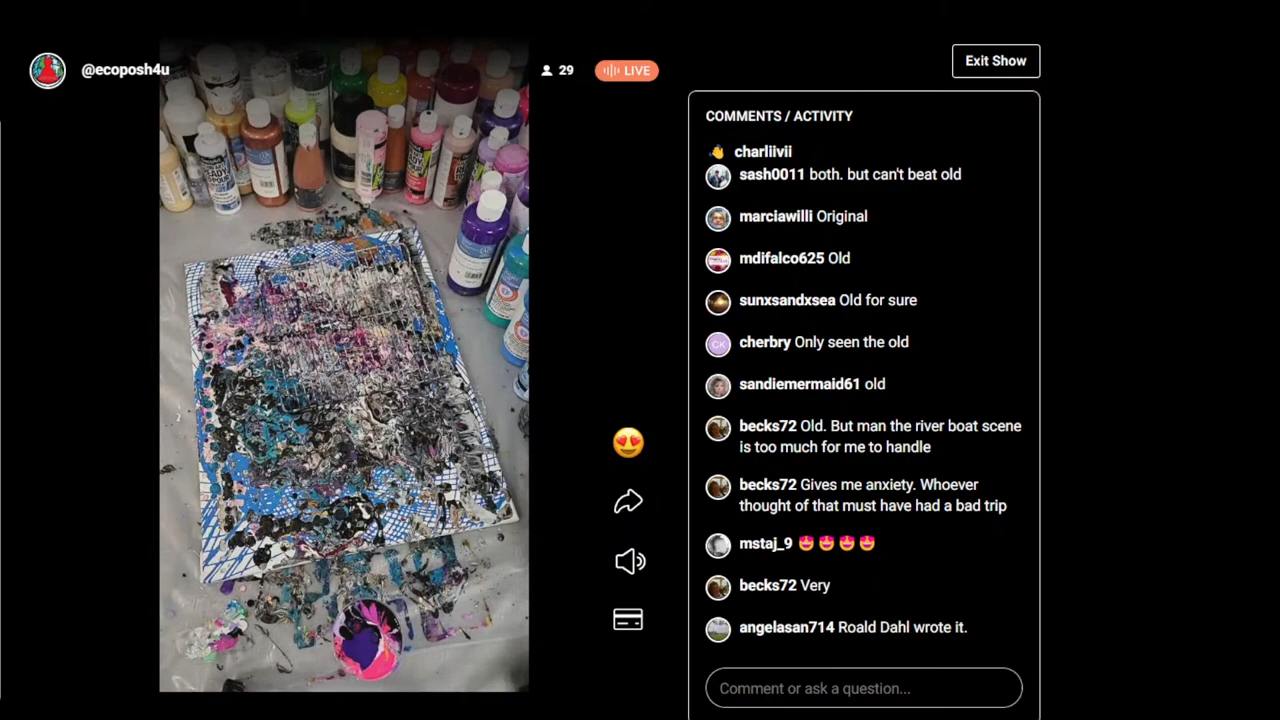 @ecoposh4u
29
LIVE
Exit Show
COMMENTS / ACTIVITY
charliivii
sash0011 both. but can't beat old
marciawilli Original
mdifalco625 Old
sunxsandxsea Old for sure
CK
cherbry Only seen the old
sandiemermaid61 old
becks72 Old. But man the river boat scene
is too much for me to handle
becks72 Gives me anxiety. Whoever
thought of that must have had a bad trip
mstaj_9 😍😍😍😍
becks72 Very
angelasan714 Roald Dahl wrote it.
Comment or ask a question...